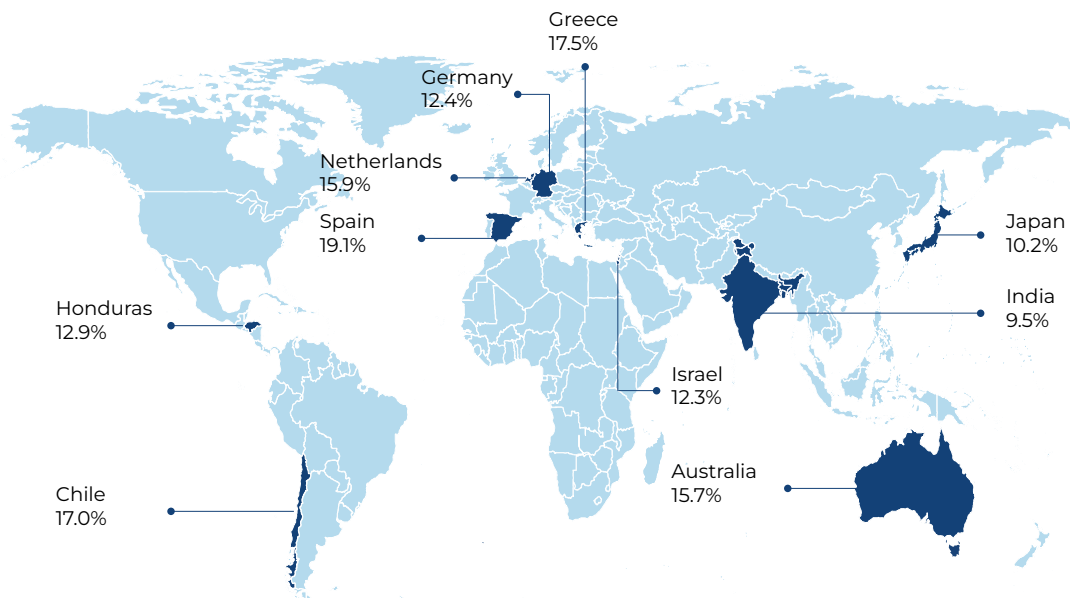 Greece
17.5%
Germany
12.4%
Netherlands
15.9%
Spain
19.1%
Japan
10.2%
Honduras
12.9%
India
9.5%
Israel
12.3%
Australia
15.7%
Chile
17.0%